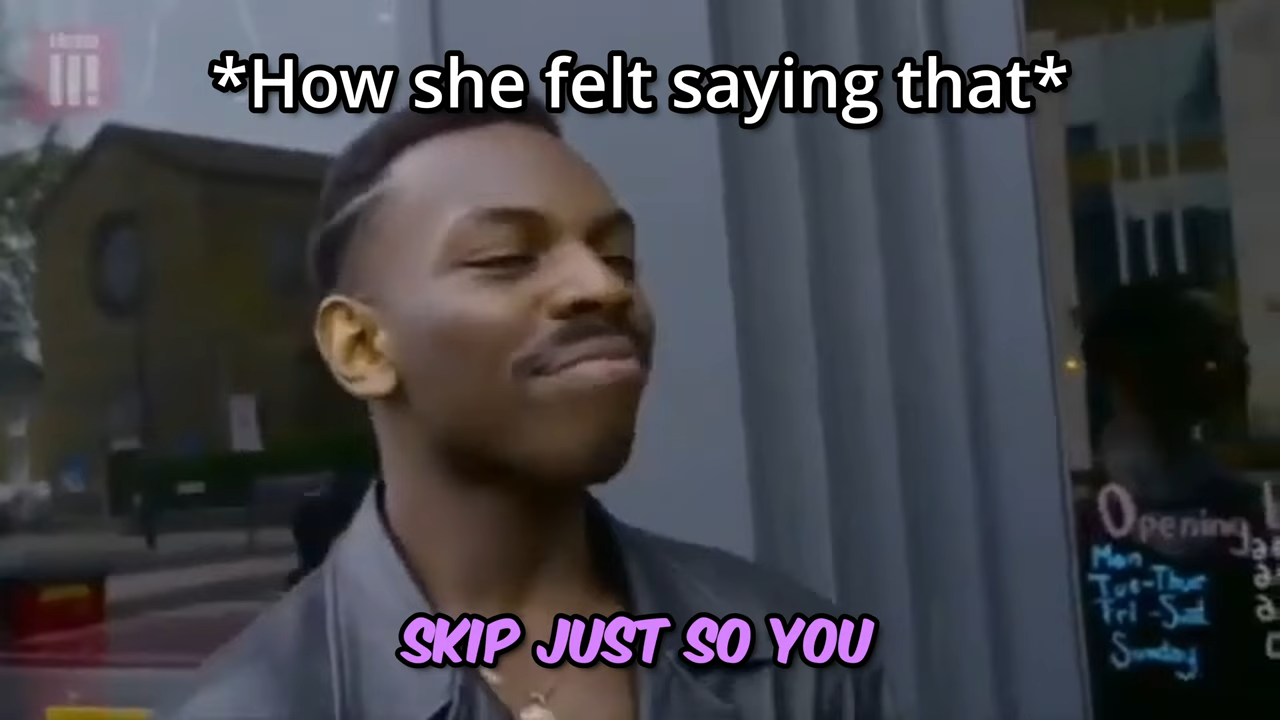 *How she felt saying that*
Opening
Mon
Tue-Thur
Fri -Sat
Sunday
SKIP JUST SO YOU